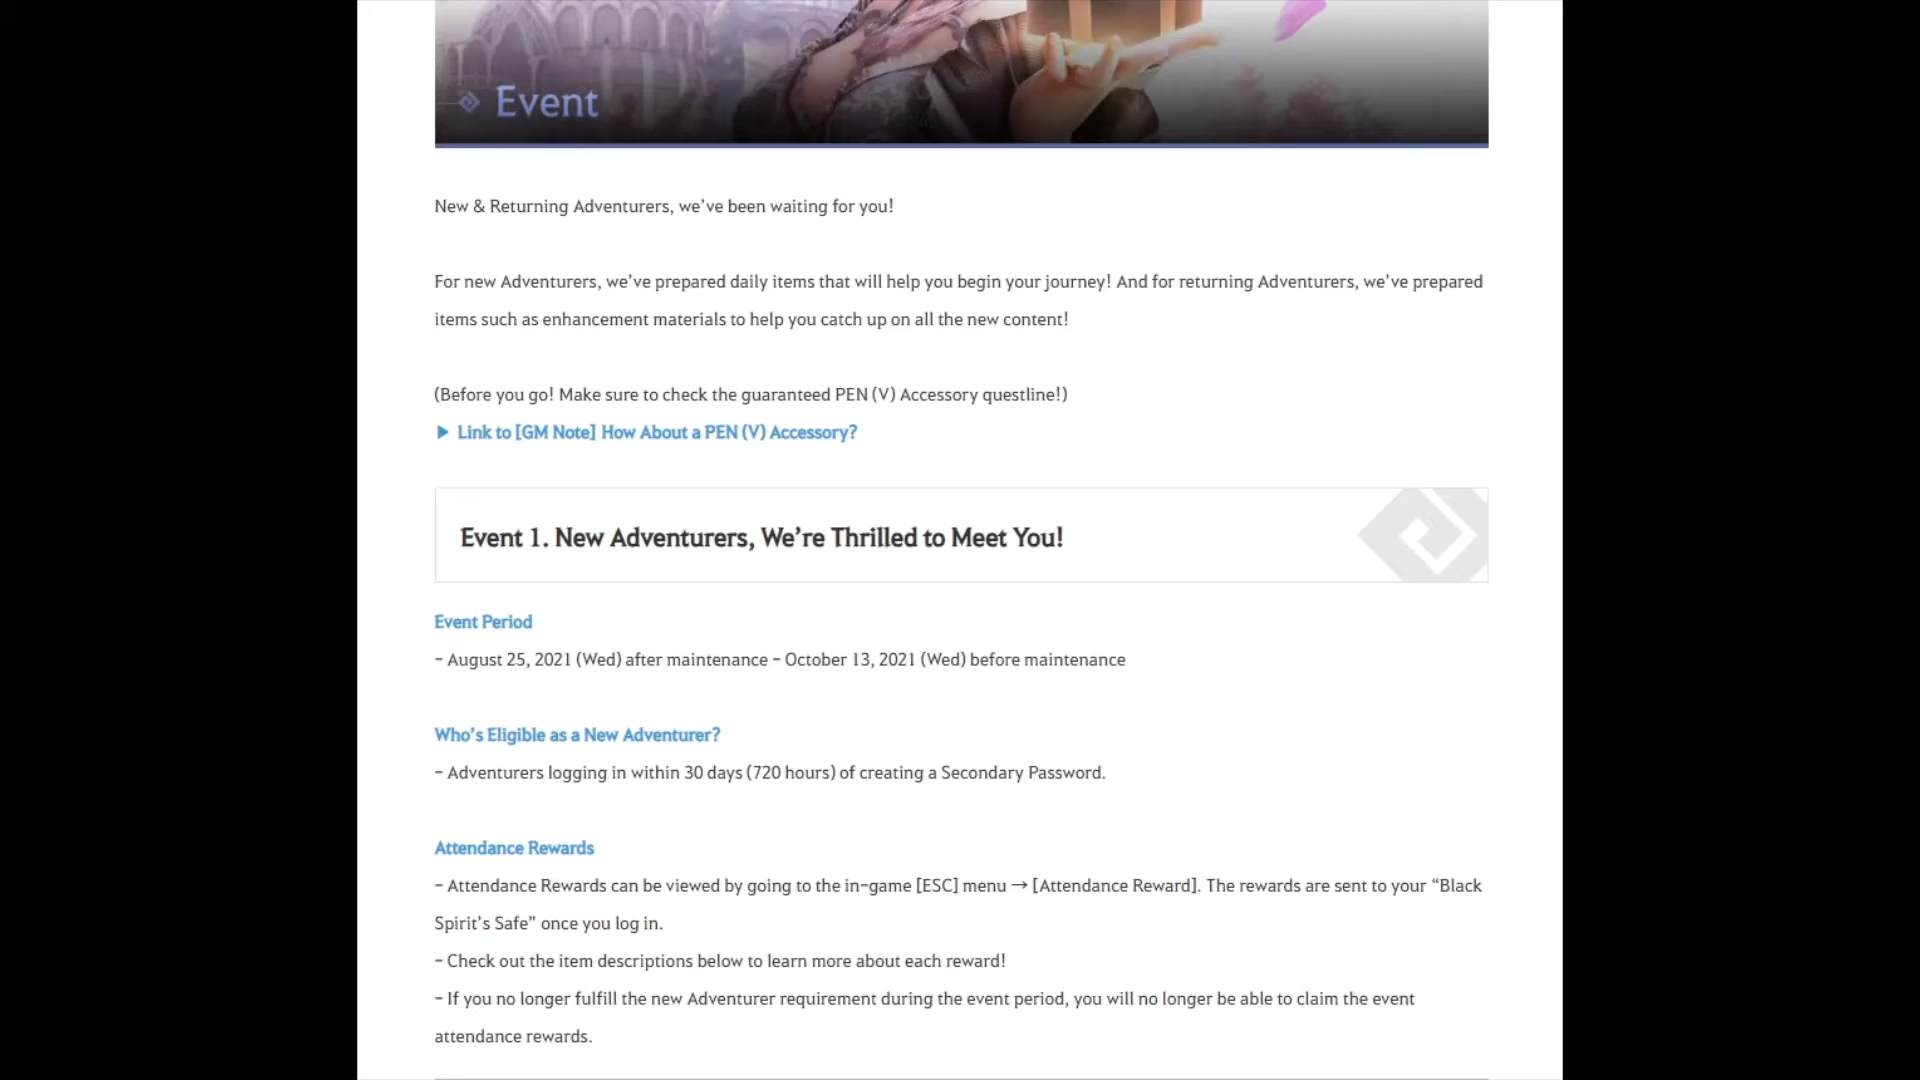 Event
New & Returning Adventurers, we've been waiting for you!
For new Adventurers, we've prepared daily items that will help you begin your journey! And for returning Adventurers, we've prepared
items such as enhancement materials to help you catch up on all the new content!
(Before you go! Make sure to check the guaranteed PEN (V) Accessory questline!)
▶ Link to [GM Note] How About a PEN (V) Accessory?
Event 1. New Adventurers, We're Thrilled to Meet You!
Event Period
- August 25, 2021 (Wed) after maintenance - October 13, 2021 (Wed) before maintenance
Who's Eligible as a New Adventurer?
- Adventurers logging in within 30 days (720 hours) of creating a Secondary Password.
Attendance Rewards
- Attendance Rewards can be viewed by going to the in-game [ESC] menu → [Attendance Reward]. The rewards are sent to your “Black
Spirit's Safe” once you log in.
- Check out the item descriptions below to learn more about each reward!
- If you no longer fulfill the new Adventurer requirement during the event period, you will no longer be able to claim the event
attendance rewards.